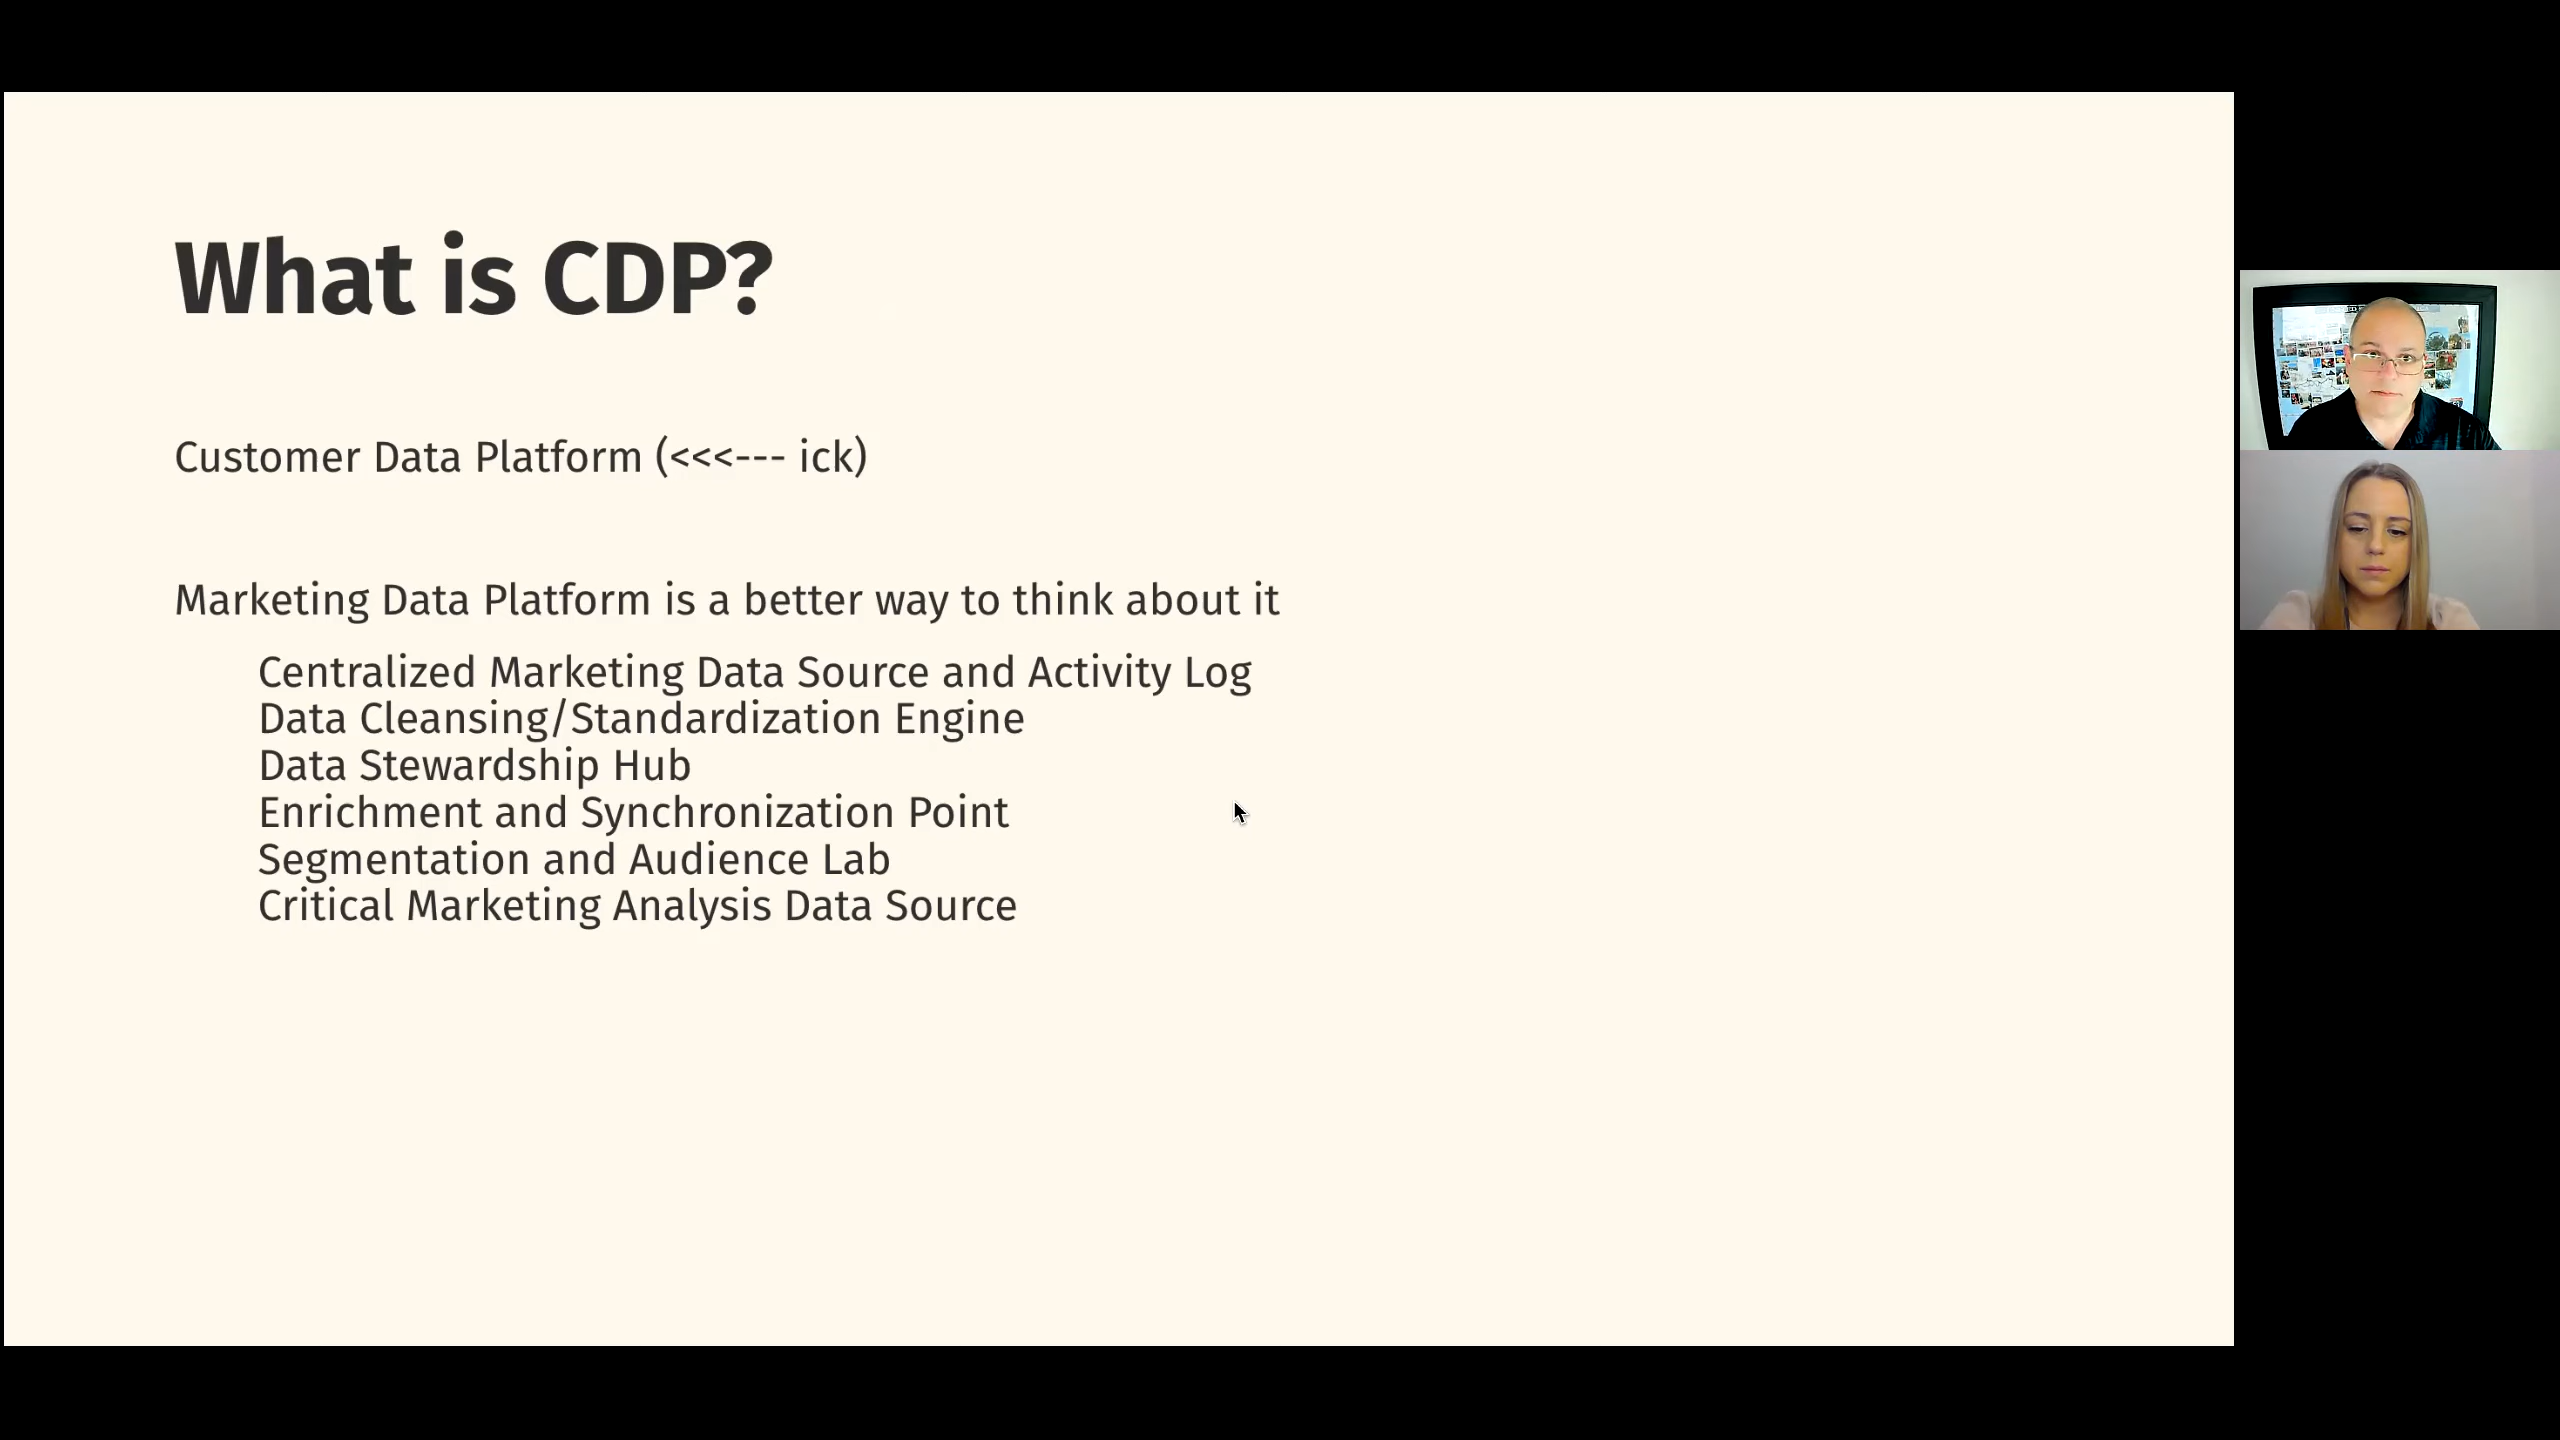 What is CDP?
Customer Data Platform (<<<--- ick)
Marketing Data Platform is a better way to think about it
Centralized Marketing Data Source and Activity Log
Data Cleansing/Standardization Engine
Data Stewardship Hub
Enrichment and Synchronization Point
Segmentation and Audience Lab
Critical Marketing Analysis Data Source